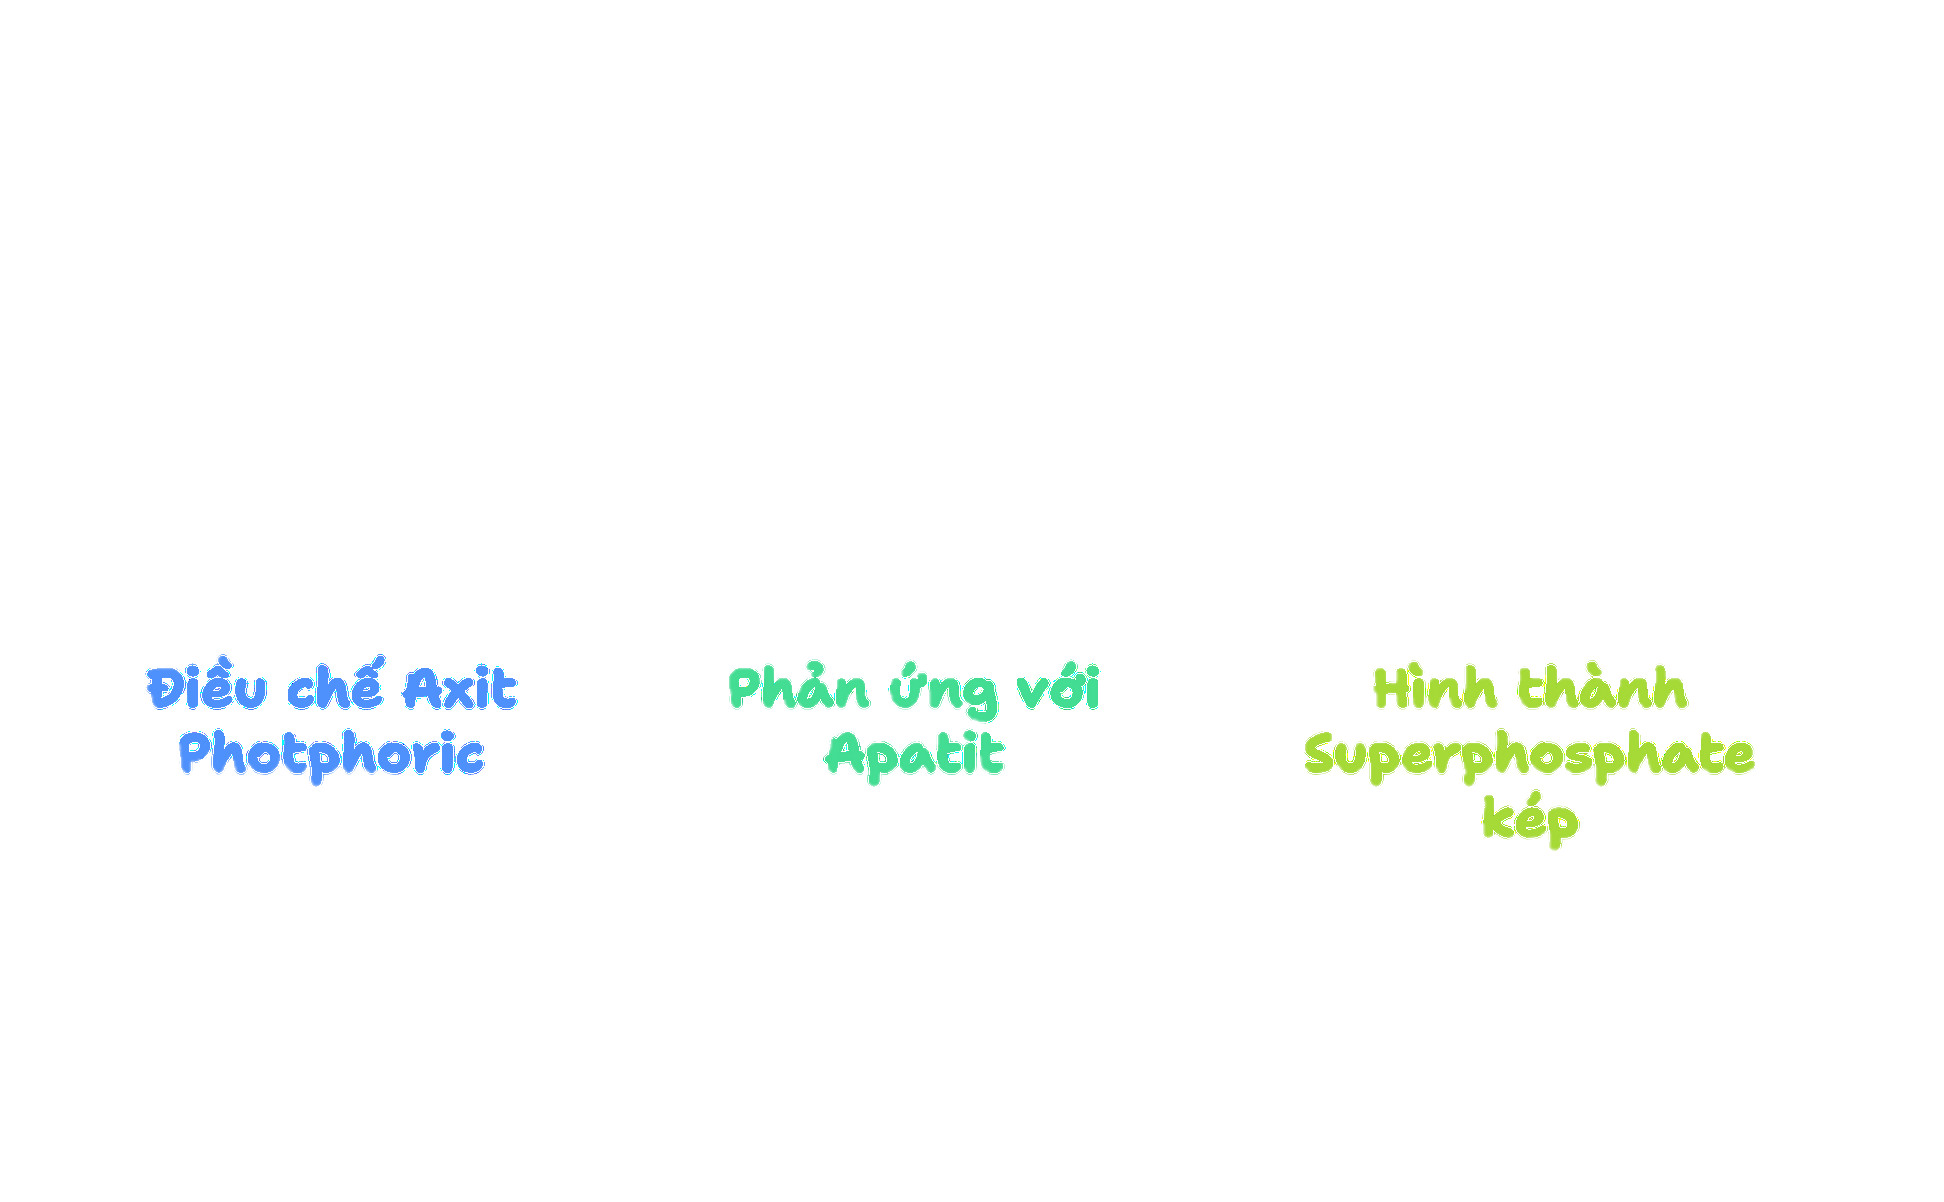 Điều chế Axit
Photphoric
Phản ứng với
Apatit
Hình thành
Superphosphate
kép